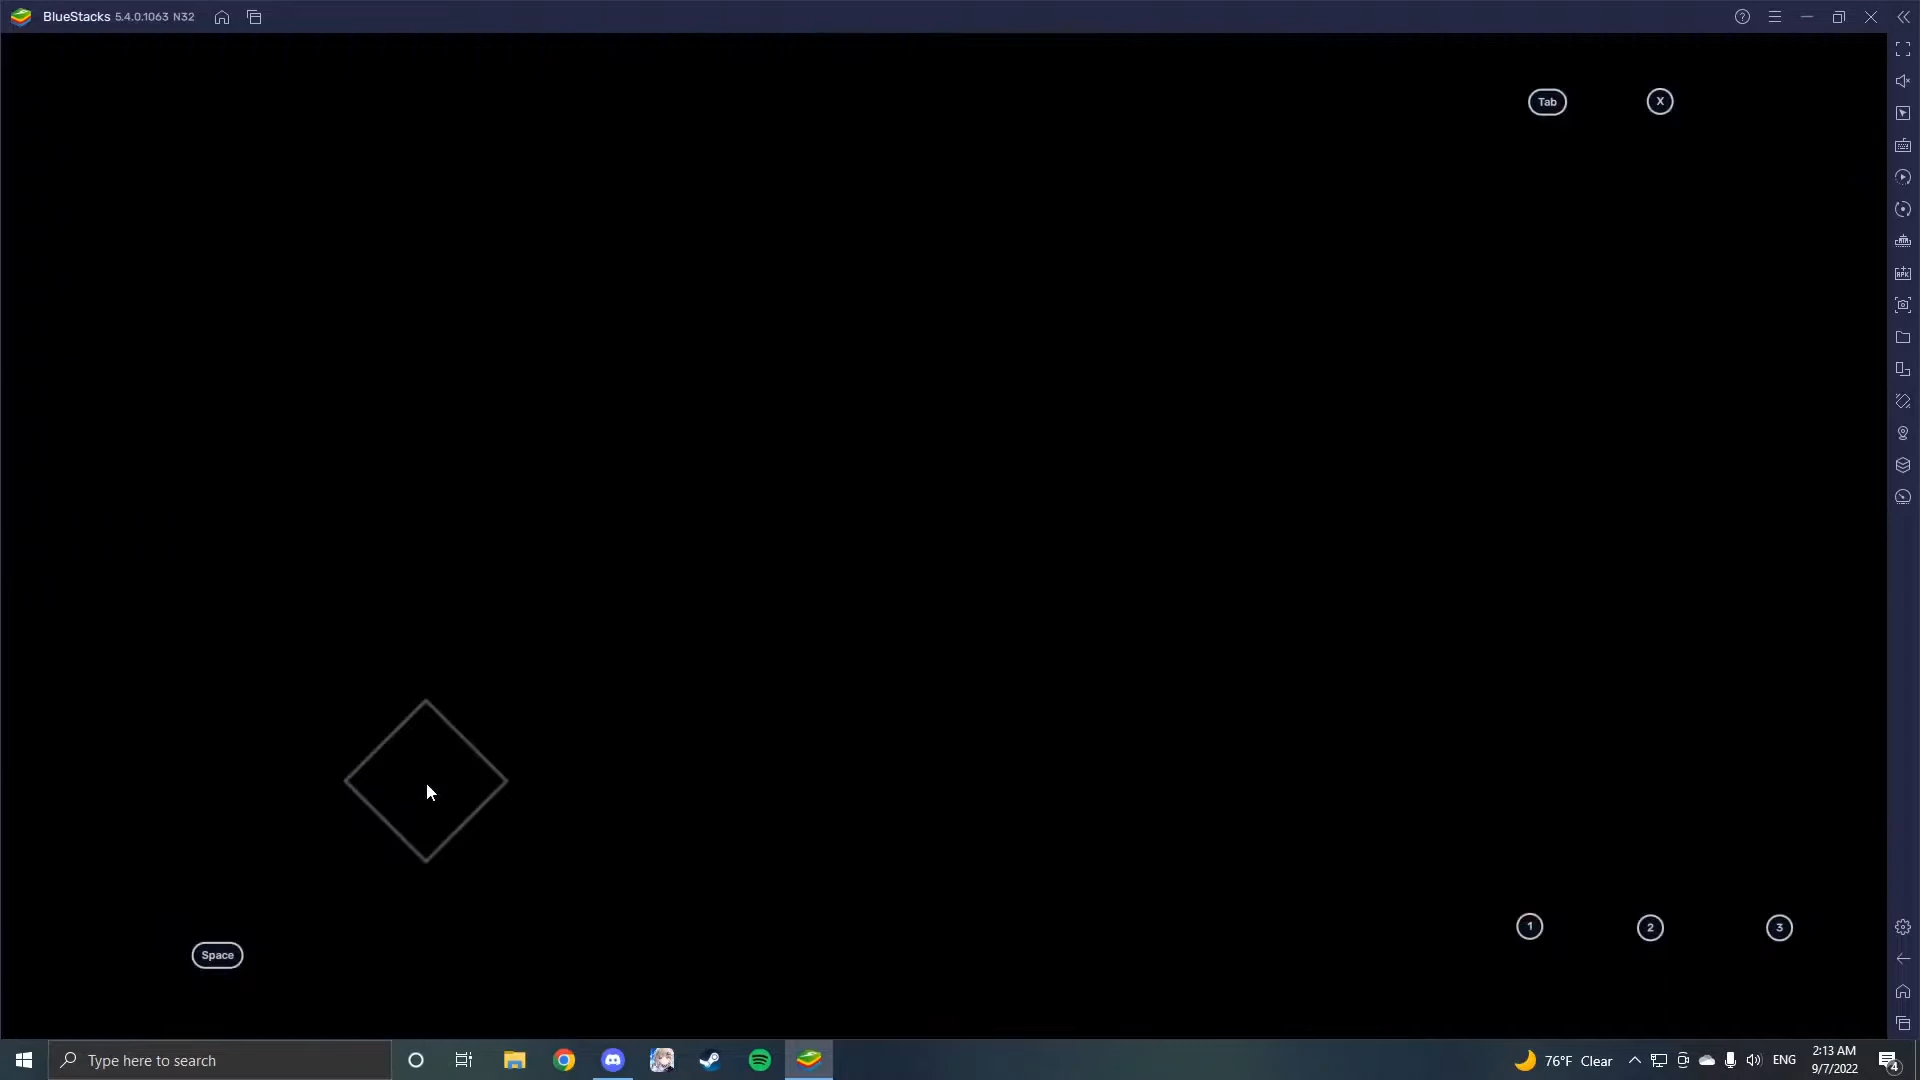 BlueStacks 5.4.0.1063 N32
Tab
X
1
2
3
Space
Type here to search
76°F Clear
ENG
2:13 AM
9/7/2022
4